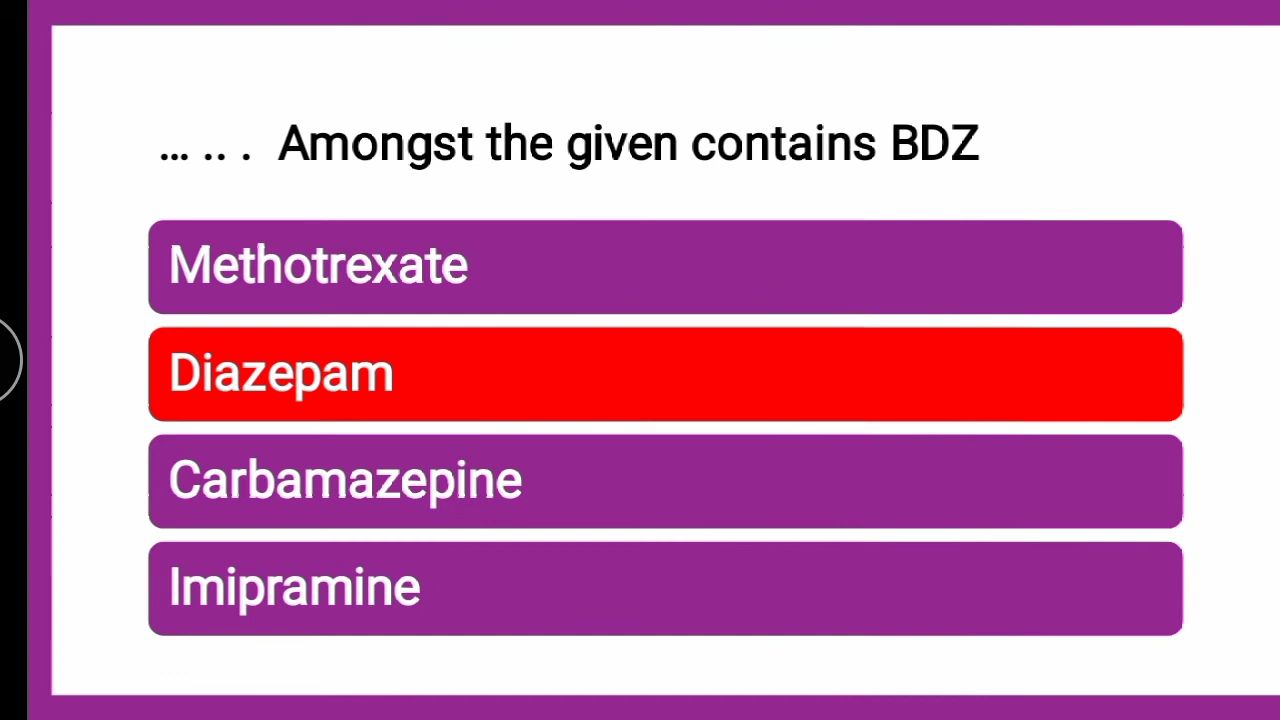 ... .. .  Amongst the given contains BDZ
Methotrexate
Diazepam
Carbamazepine
Imipramine